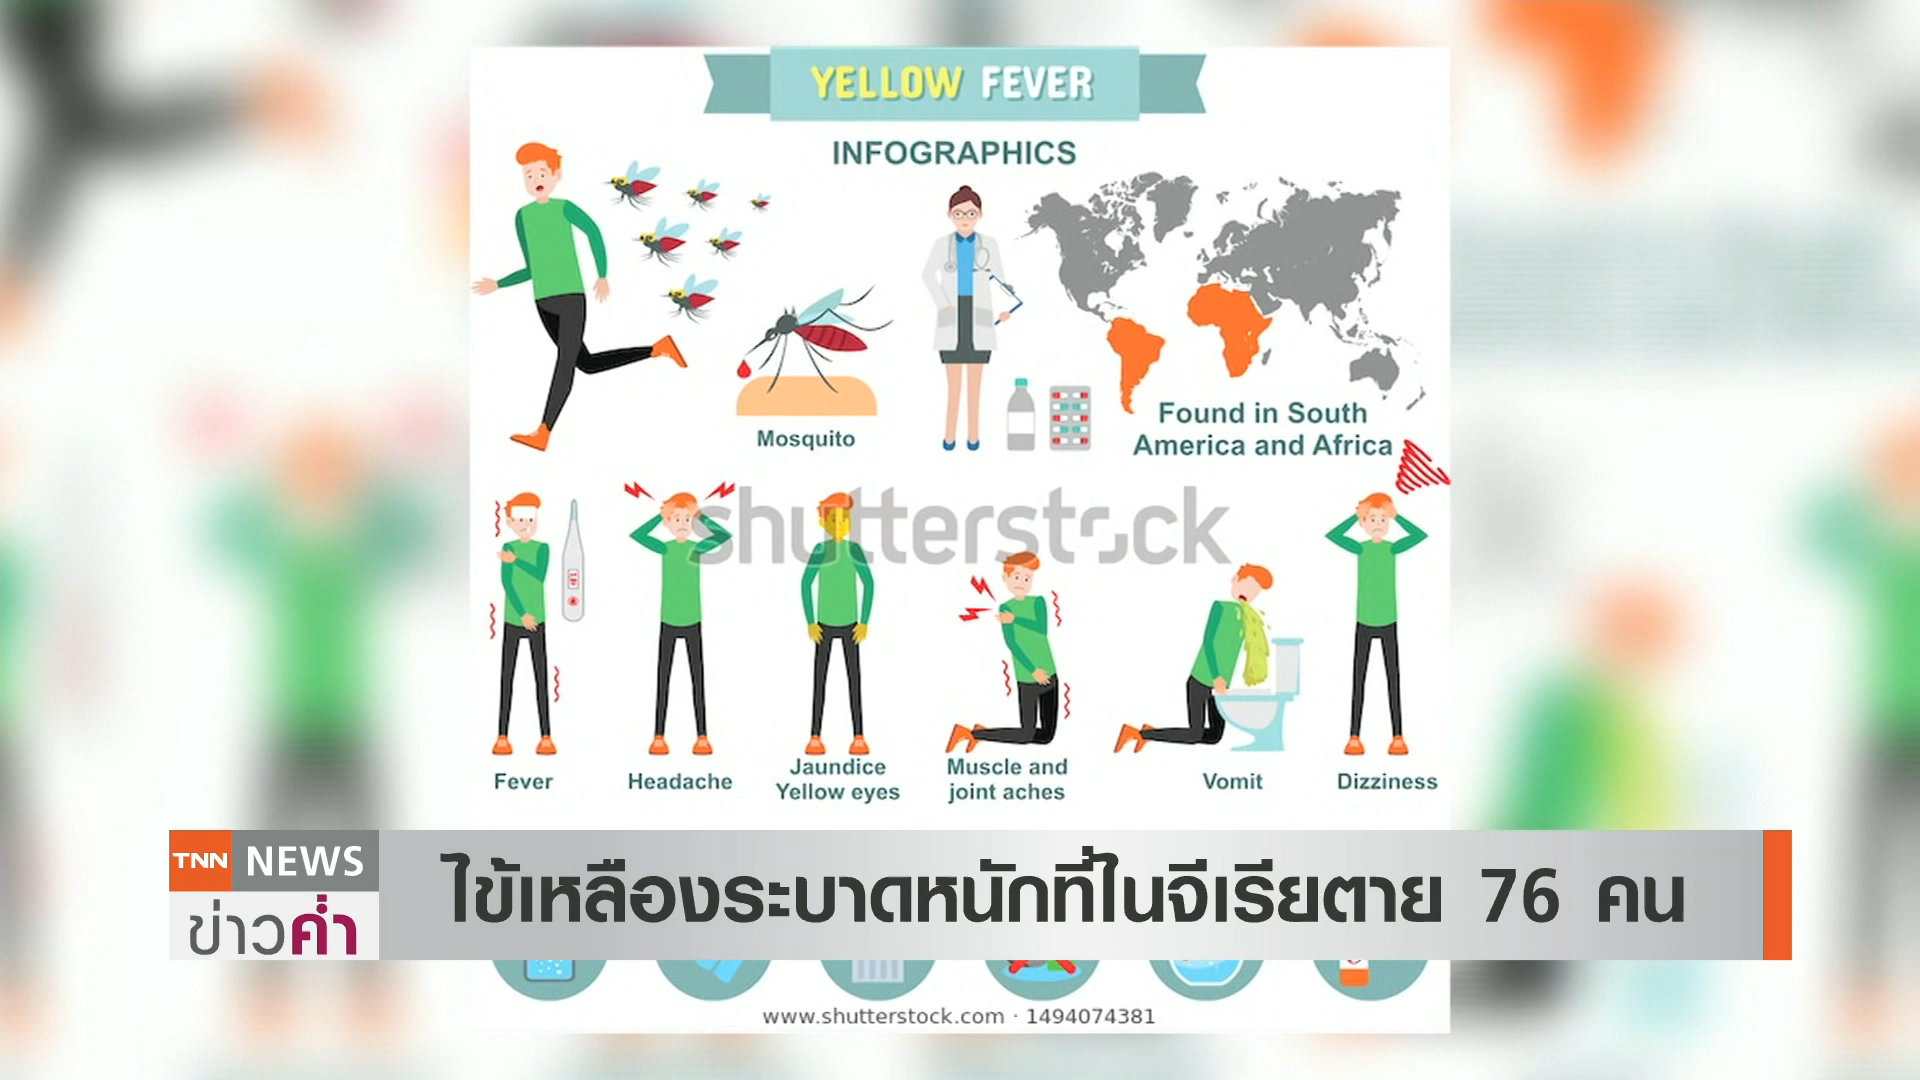 YELLOW FEVER
INFOGRAPHICS
Mosquito
Found in South
America and Africa
shutterstock
Fever
Headache
Jaundice
Yellow eyes
Muscle and
joint aches
Vomit
Dizziness
TNN NEWS
ข่าวค่ำ
ไข้เหลืองระบาดหนักที่ไนจีเรียตาย 76 คน
www.shutterstock.com · 1494074381